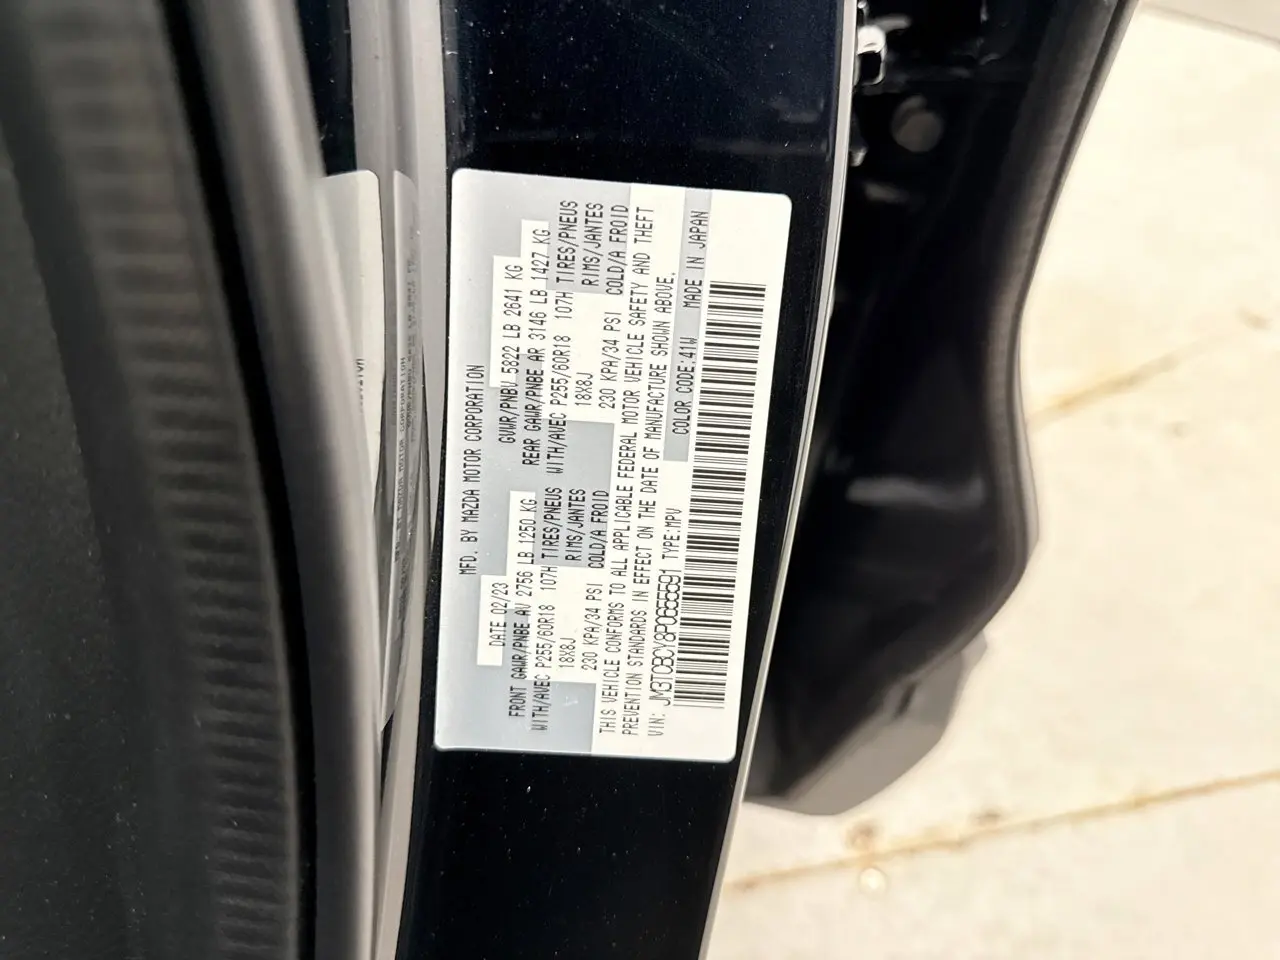 MFD. BY MAZDA MOTOR CORPORATION
DATE 02/23 GVWR/PNBV 5822 LB 2641 KG
FRONT GAWR/PNBE AV 2756 LB 1250 KG REAR GAWR/PNBE AR 3146 LB 1427 KG
WITH/AVEC P255/60R18 107H TIRES/PNEUS WITH/AVEC P255/60R18 107H TIRES/PNEUS
18X8J RIMS/JANTES 18X8J RIMS/JANTES
230 KPA/34 PSI COLD/A FROID 230 KPA/34 PSI COLD/A FROID
THIS VEHICLE CONFORMS TO ALL APPLICABLE FEDERAL MOTOR VEHICLE SAFETY AND THEFT
PREVENTION STANDARDS IN EFFECT ON THE DATE OF MANUFACTURE SHOWN ABOVE.
VIN: TYPE:MPV COLOR CODE:41W MADE IN JAPAN